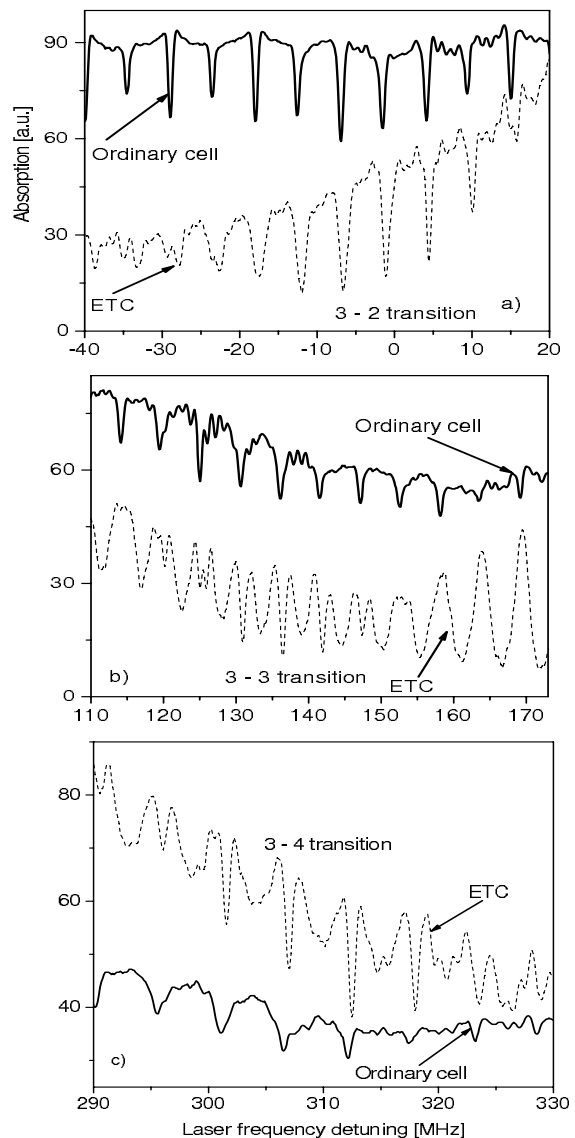 90
60
30
0
Absorption [a.u.]
Ordinary cell
ETC
3 - 2 transition
a)
-40 -30 -20 -10 0 10 20
60
30
0
Ordinary cell
b)
3 - 3 transition
ETC
110 120 130 140 150 160 170
80
60
40
3 - 4 transition
ETC
c)
Ordinary cell
290 300 310 320 330
Laser frequency detuning [MHz]